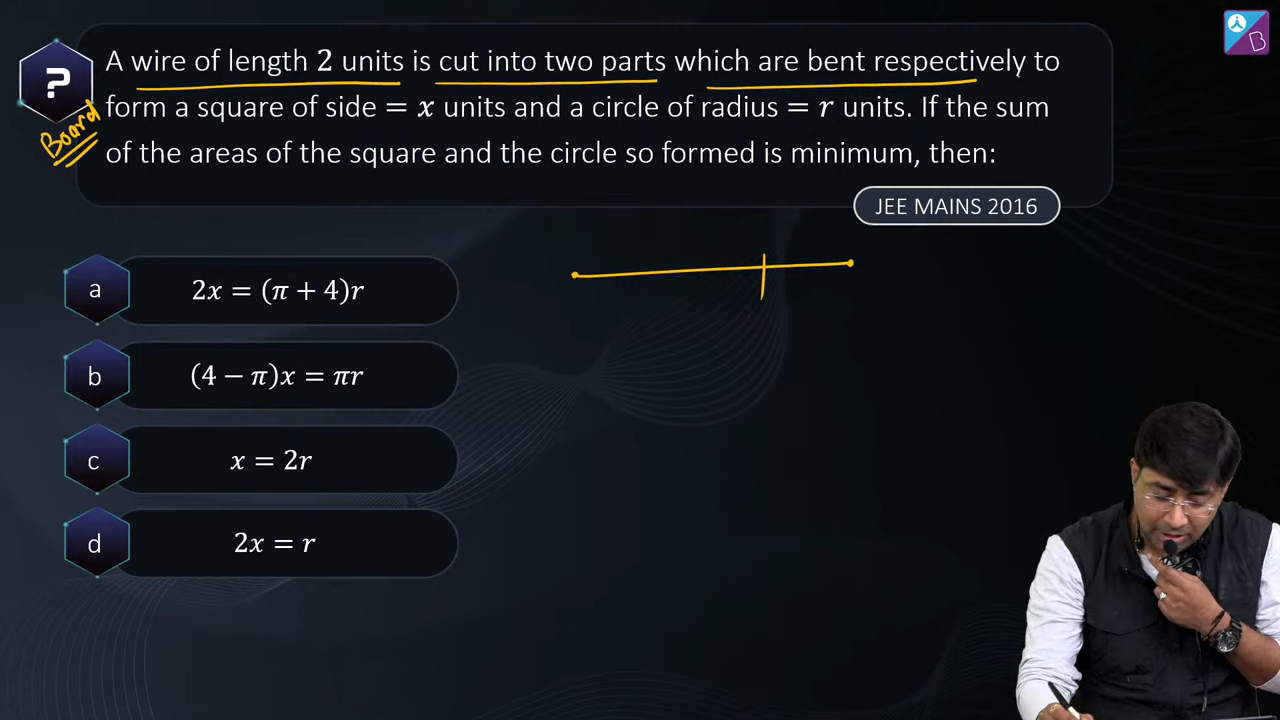 ?
A wire of length 2 units is cut into two parts which are bent respectively to
form a square of side = x units and a circle of radius = r units. If the sum
of the areas of the square and the circle so formed is minimum, then:
Board
JEE MAINS 2016
a 2x = (π + 4)r
b (4 − π)x = πr
c x = 2r
d 2x = r
B